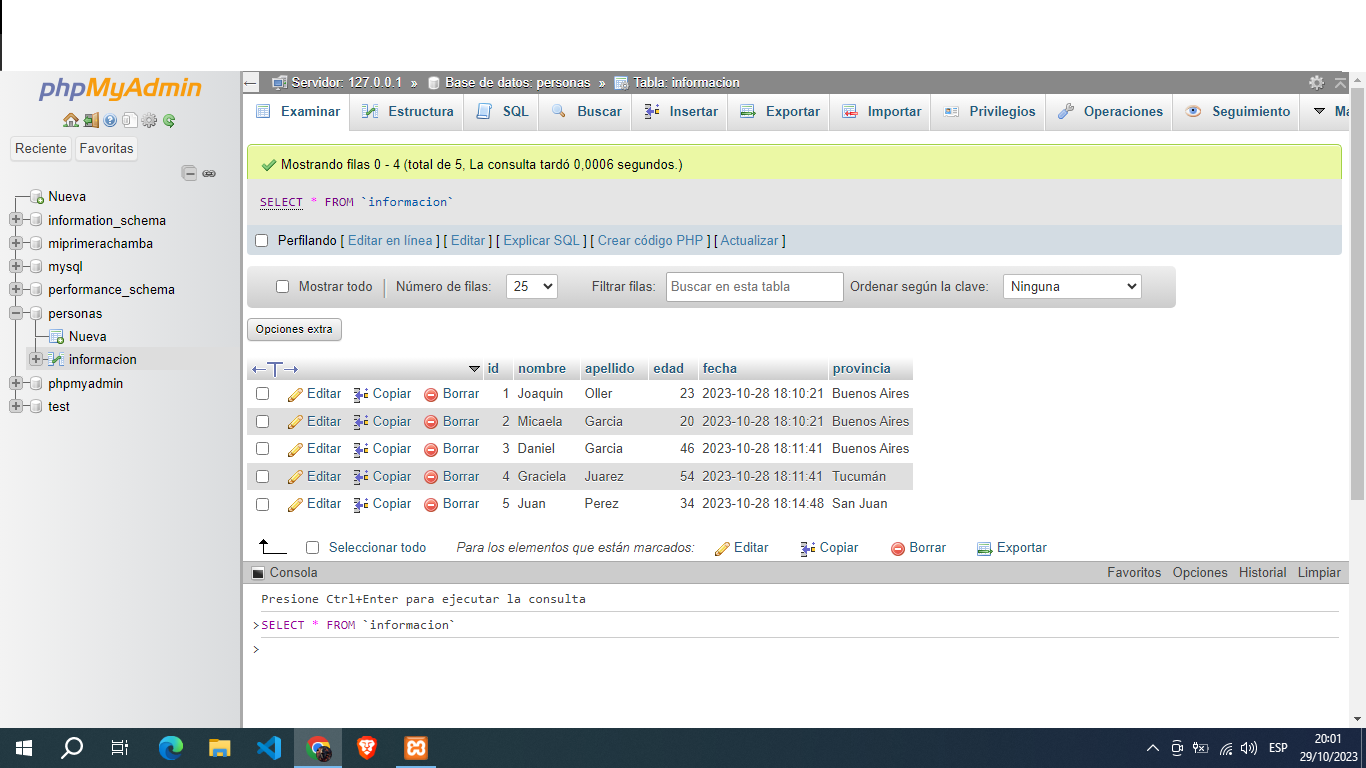 phpMyAdmin
Reciente Favoritas
Nueva
information_schema
miprimerachamba
mysql
performance_schema
personas
Nueva
informacion
phpmyadmin
test
Servidor: 127.0.0.1 » Base de datos: personas » Tabla: informacion
Examinar Estructura SQL Buscar Insertar Exportar Importar Privilegios Operaciones Seguimiento
Mostrando filas 0 - 4 (total de 5, La consulta tardó 0,0006 segundos.)
SELECT * FROM `informacion`
Perfilando [ Editar en línea ] [ Editar ] [ Explicar SQL ] [ Crear código PHP ] [ Actualizar ]
Mostrar todo | Número de filas: 25 Filtrar filas: Buscar en esta tabla Ordenar según la clave: Ninguna
Opciones extra
id nombre apellido edad fecha provincia
Editar Copiar Borrar 1 Joaquin Oller 23 2023-10-28 18:10:21 Buenos Aires
Editar Copiar Borrar 2 Micaela Garcia 20 2023-10-28 18:10:21 Buenos Aires
Editar Copiar Borrar 3 Daniel Garcia 46 2023-10-28 18:11:41 Buenos Aires
Editar Copiar Borrar 4 Graciela Juarez 54 2023-10-28 18:11:41 Tucumán
Editar Copiar Borrar 5 Juan Perez 34 2023-10-28 18:14:48 San Juan
Seleccionar todo Para los elementos que están marcados: Editar Copiar Borrar Exportar
Consola Favoritos Opciones Historial Limpiar
Presione Ctrl+Enter para ejecutar la consulta
>SELECT * FROM `informacion`
>
ESP
20:01
29/10/2023